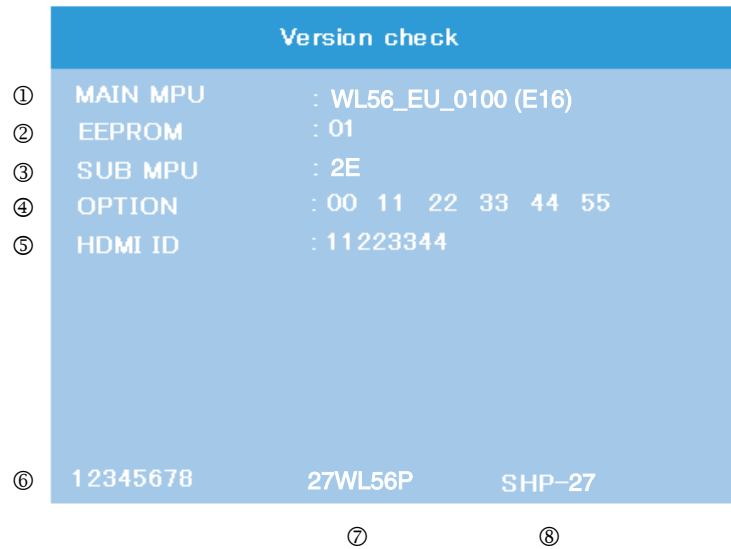 Version check
① MAIN MPU : WL56_EU_0100 (E16)
② EEPROM : 01
③ SUB MPU : 2E
④ OPTION : 00 11 22 33 44 55
⑤ HDMI ID : 11223344
⑥ 12345678 27WL56P SHP-27
⑦ ⑧